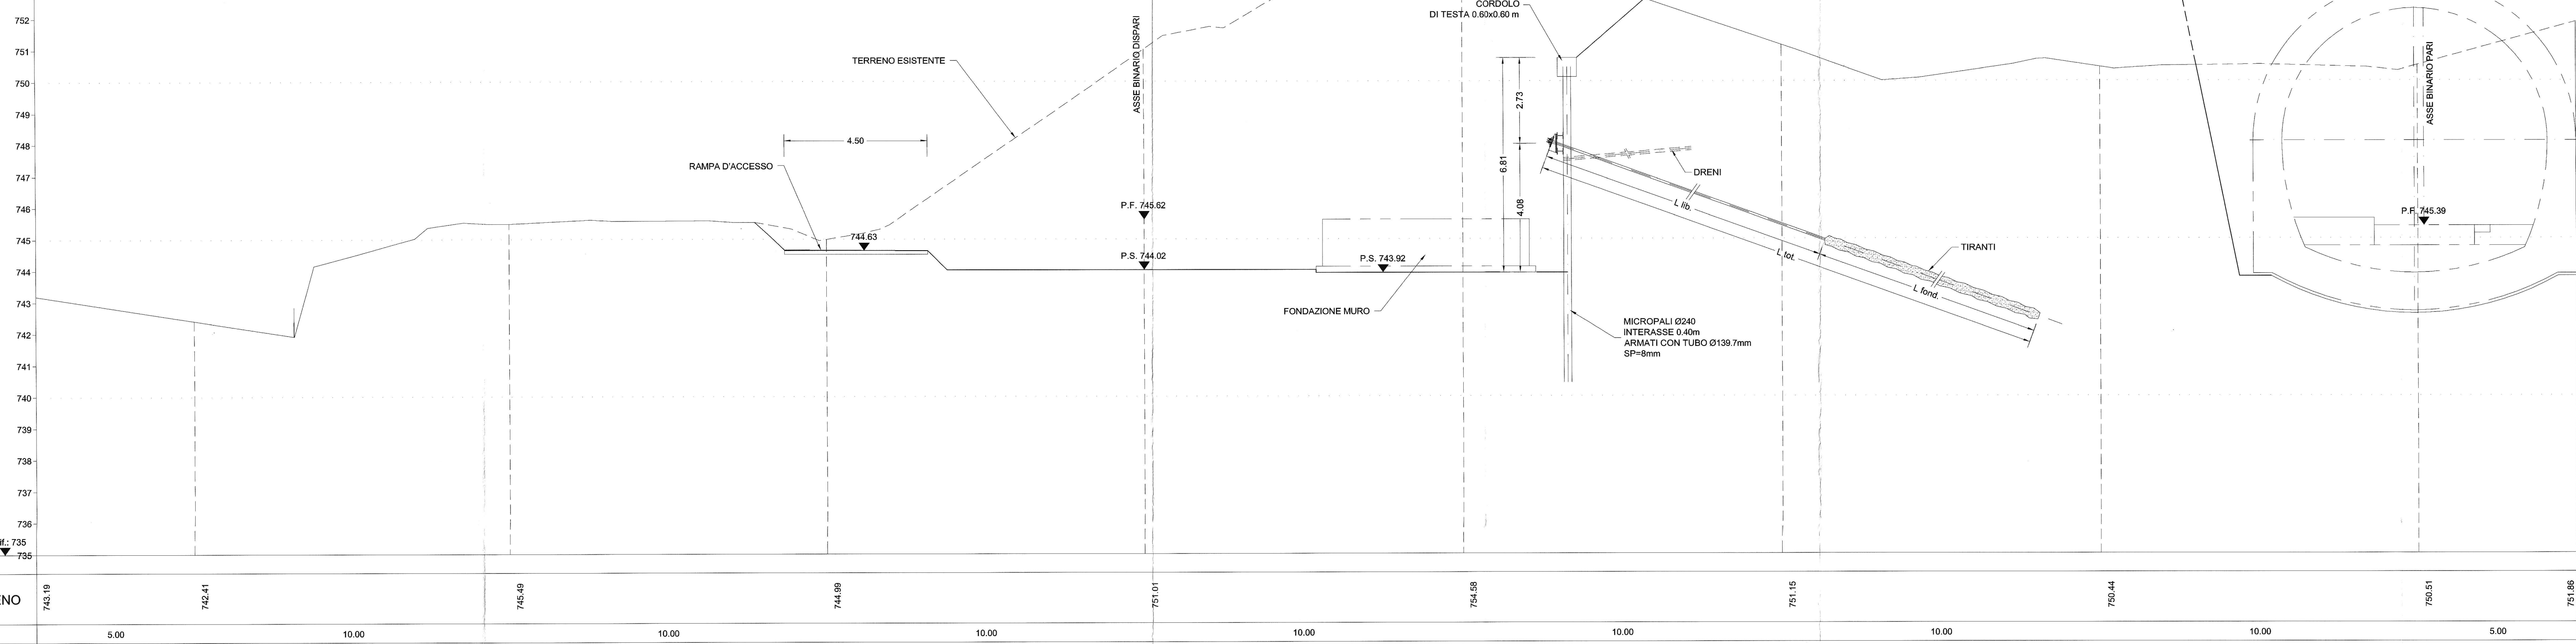 752
751
750
749
748
747
746
745
744
743
742
741
740
739
738
737
736
735
if.: 735
TERRENO ESISTENTE
4.50
RAMPA D'ACCESSO
744.63
ASSE BINARIO DISPARI
P.F. 745.62
P.S. 744.02
P.S. 743.92
FONDAZIONE MURO
CORDOLO
DI TESTA 0.60x0.60 m
2.73
6.81
4.08
DRENI
L lib.
L tot.
L fond.
TIRANTI
MICROPALI Ø240
INTERASSE 0.40m
ARMATI CON TUBO Ø139.7mm
SP=8mm
ASSE BINARIO PARI
P.F. 745.39
ENO
743.19
742.41
745.49
744.99
751.01
754.58
751.15
750.44
750.51
751.86
5.00
10.00
10.00
10.00
10.00
10.00
10.00
10.00
5.00